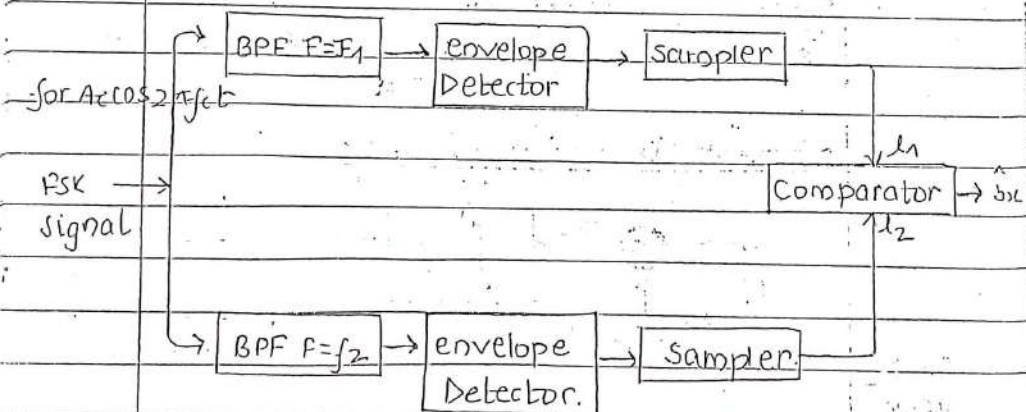 BPF F=F1
envelope
Detector
Sampler
for Ac cos 2πfct
l1
FSK
signal
Comparator
l2
BPF F=f2
envelope
Detector.
Sampler.